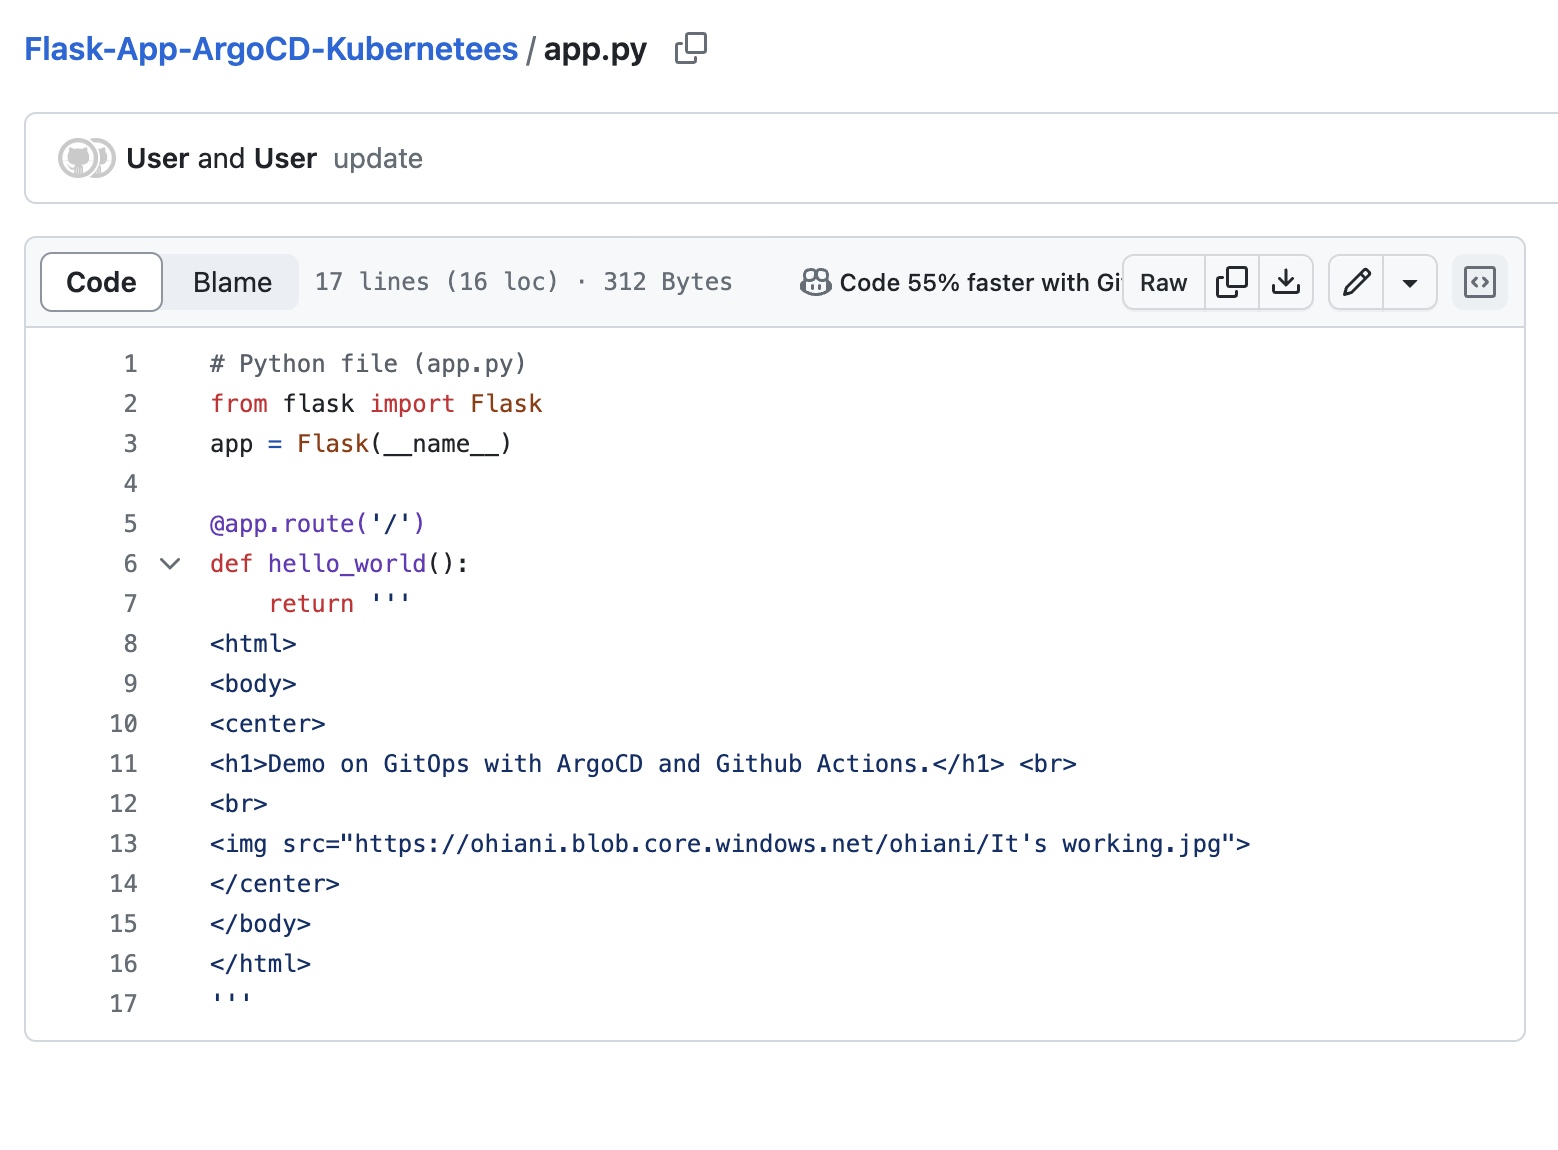 Flask-App-ArgoCD-Kubernetees / app.py
User and User update
Code Blame 17 lines (16 loc) · 312 Bytes Code 55% faster with Gi Raw
1 # Python file (app.py)
2 from flask import Flask
3 app = Flask(__name__)
4
5 @app.route('/')
6 def hello_world():
7     return '''
8 <html>
9 <body>
10 <center>
11 <h1>Demo on GitOps with ArgoCD and Github Actions.</h1> <br>
12 <br>
13 <img src="https://ohiani.blob.core.windows.net/ohiani/It's working.jpg">
14 </center>
15 </body>
16 </html>
17 '''